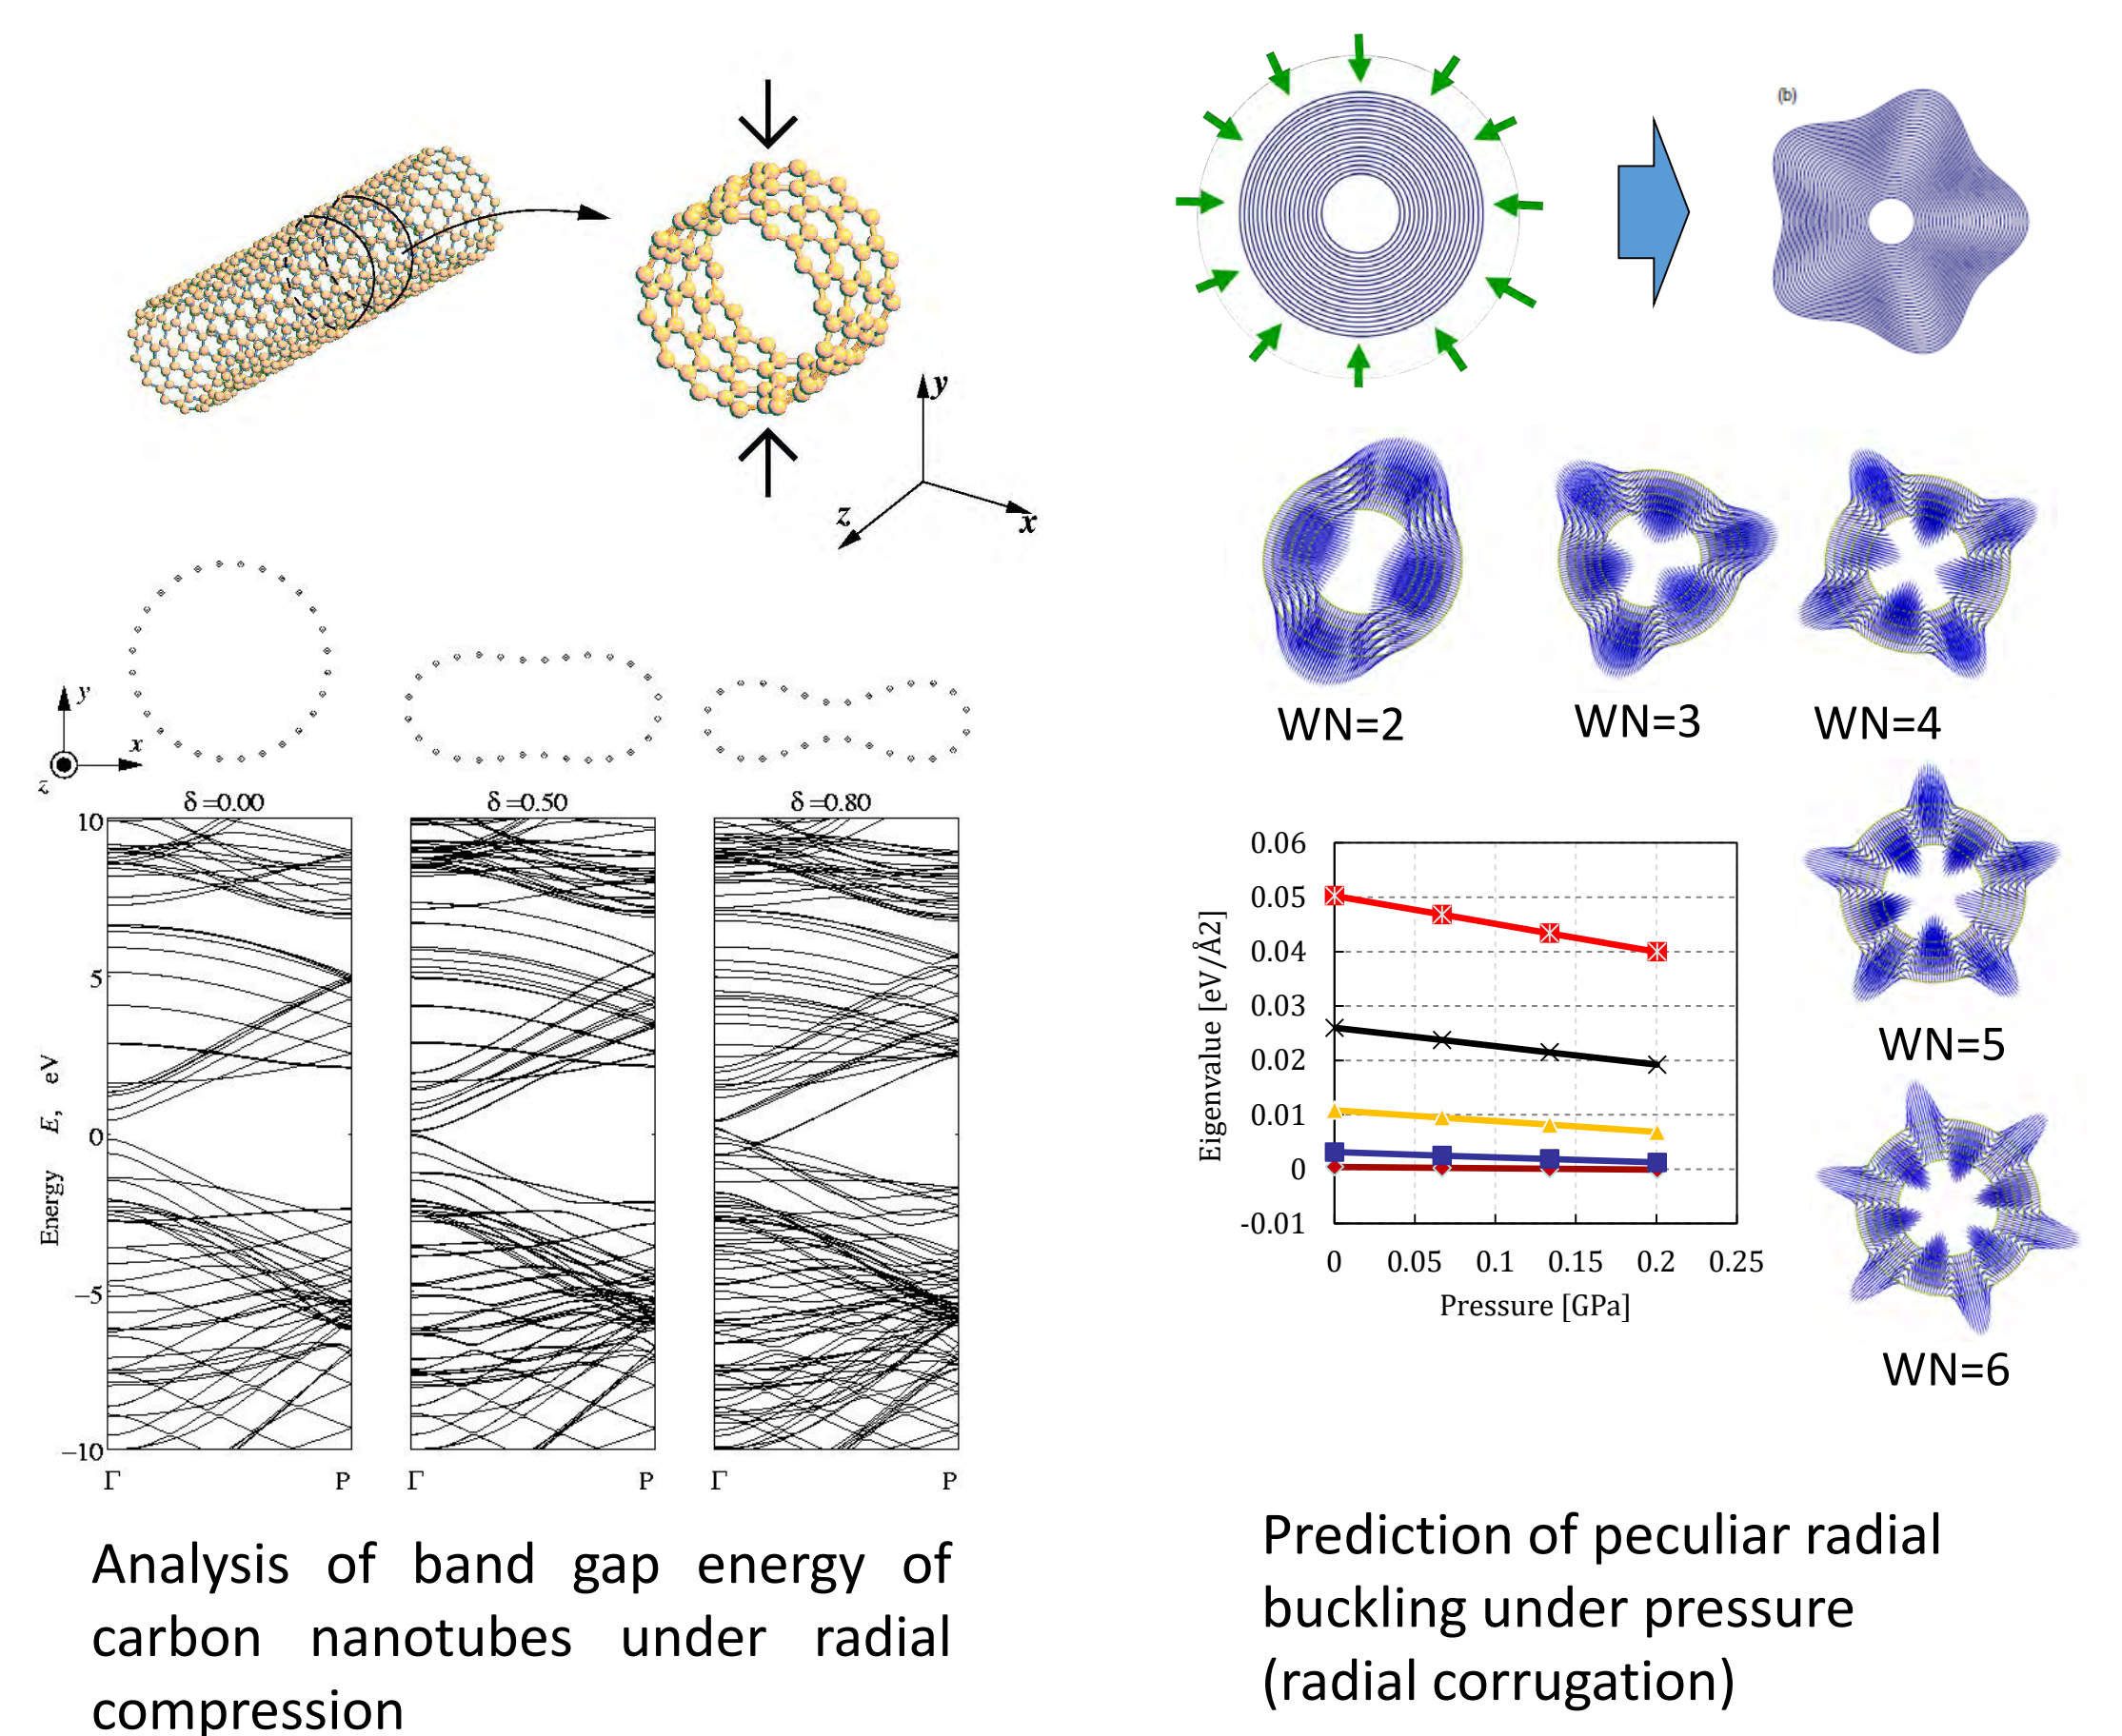 y
z
x
y
x
z
δ=0.00
δ=0.50
δ=0.80
10
5
0
−5
−10
Energy E, eV
Γ P
Γ P
Γ P
Analysis of band gap energy of
carbon nanotubes under radial
compression
(b)
WN=2
WN=3
WN=4
WN=5
WN=6
0.06
0.05
0.04
0.03
0.02
0.01
0
-0.01
Eigenvalue [eV/Å2]
0 0.05 0.1 0.15 0.2 0.25
Pressure [GPa]
Prediction of peculiar radial
buckling under pressure
(radial corrugation)